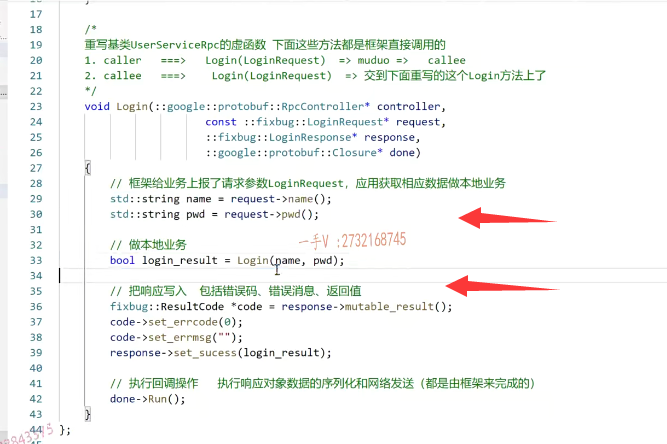 }
17
18 /*
19 重写基类UserServiceRpc的虚函数 下面这些方法都是框架直接调用的
20 1. caller ===> Login(LoginRequest) => muduo => callee
21 2. callee ===> Login(LoginRequest) => 交到下面重写的这个Login方法上了
22 */
23 void Login(::google::protobuf::RpcController* controller,
24 const ::fixbug::LoginRequest* request,
25 ::fixbug::LoginResponse* response,
26 ::google::protobuf::Closure* done)
27 {
28 // 框架给业务上报了请求参数LoginRequest，应用获取相应数据做本地业务
29 std::string name = request->name();
30 std::string pwd = request->pwd();
31
一手V :2732168745
32 // 做本地业务
33 bool login_result = Login(name, pwd);
34
35 // 把响应写入 包括错误码、错误消息、返回值
36 fixbug::ResultCode *code = response->mutable_result();
37 code->set_errcode(0);
38 code->set_errmsg("");
39 response->set_sucess(login_result);
40
41 // 执行回调操作 执行响应对象数据的序列化和网络发送（都是由框架来完成的）
42 done->Run();
43 }
44 };